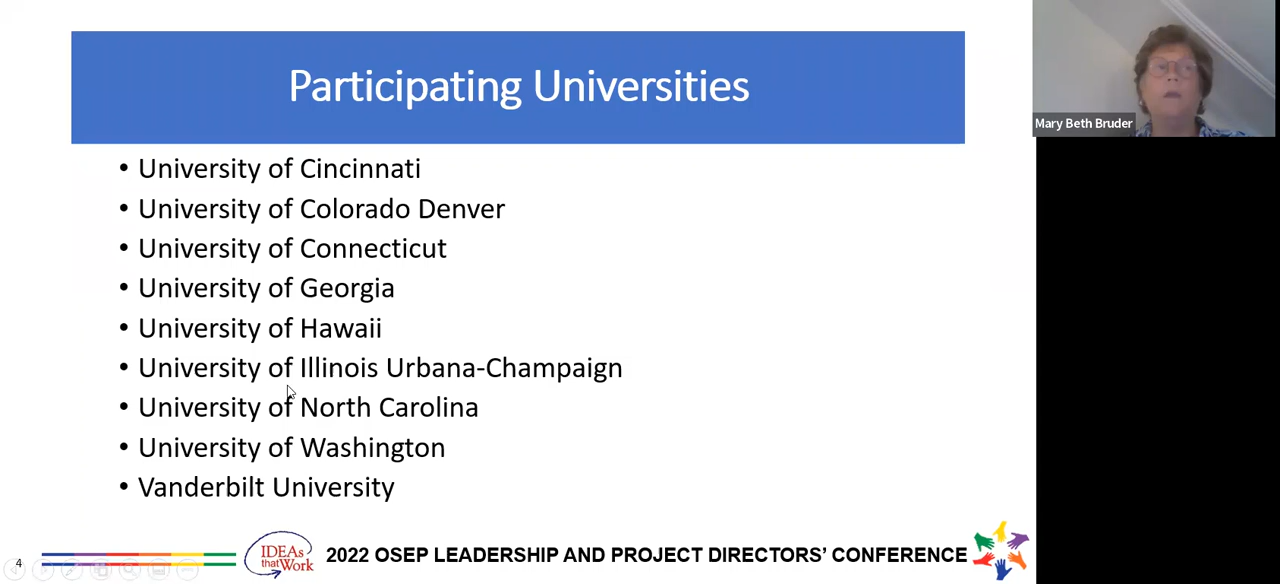 Participating Universities
Mary Beth Bruder
• University of Cincinnati
• University of Colorado Denver
• University of Connecticut
• University of Georgia
• University of Hawaii
• University of Illinois Urbana-Champaign
• University of North Carolina
• University of Washington
• Vanderbilt University
4
IDEAs
that Work
2022 OSEP LEADERSHIP AND PROJECT DIRECTORS’ CONFERENCE